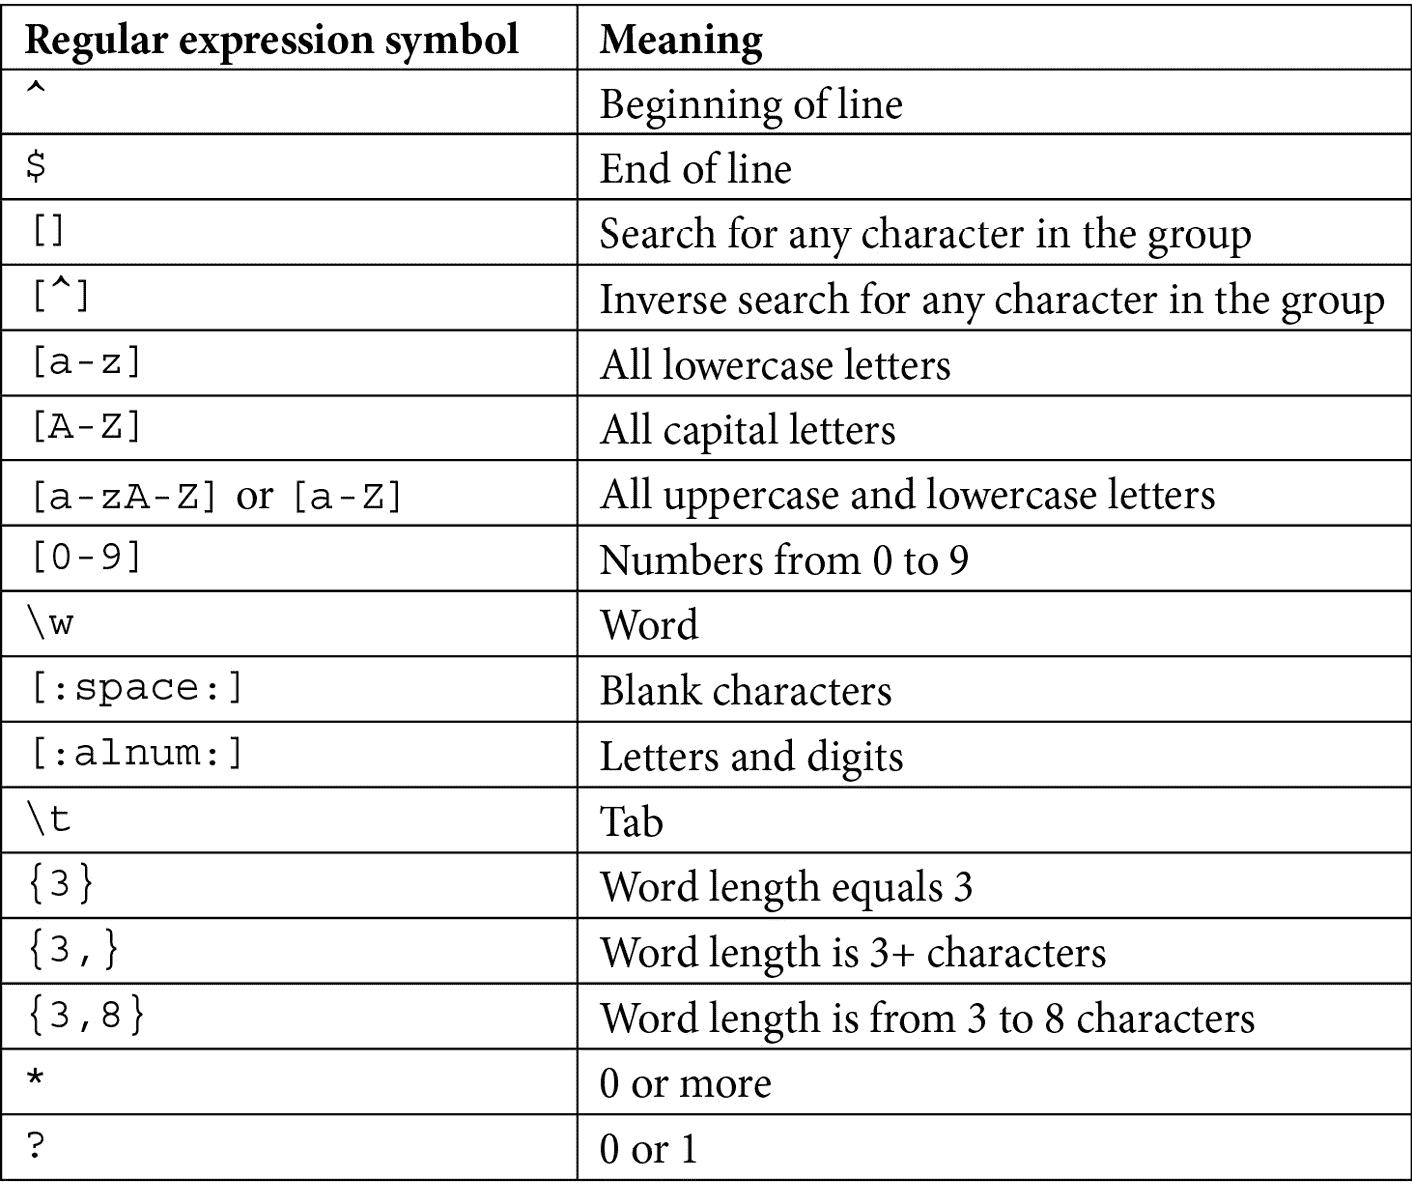 Regular expression symbol Meaning
^ Beginning of line
$ End of line
[] Search for any character in the group
[^] Inverse search for any character in the group
[a-z] All lowercase letters
[A-Z] All capital letters
[a-zA-Z] or [a-Z] All uppercase and lowercase letters
[0-9] Numbers from 0 to 9
\w Word
[:space:] Blank characters
[:alnum:] Letters and digits
\t Tab
{3} Word length equals 3
{3,} Word length is 3+ characters
{3,8} Word length is from 3 to 8 characters
* 0 or more
? 0 or 1